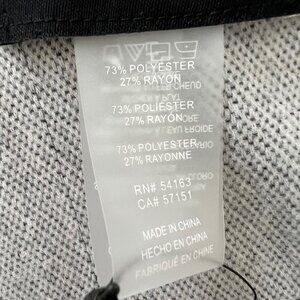 73% POLYESTER
27% RAYON
73% POLIÉSTER
27% RAYÓN
73% POLYESTER
27% RAYONNE
RN# 54163
CA# 57151
MADE IN CHINA
HECHO EN CHINA
FABRIQUÉ EN CHINE